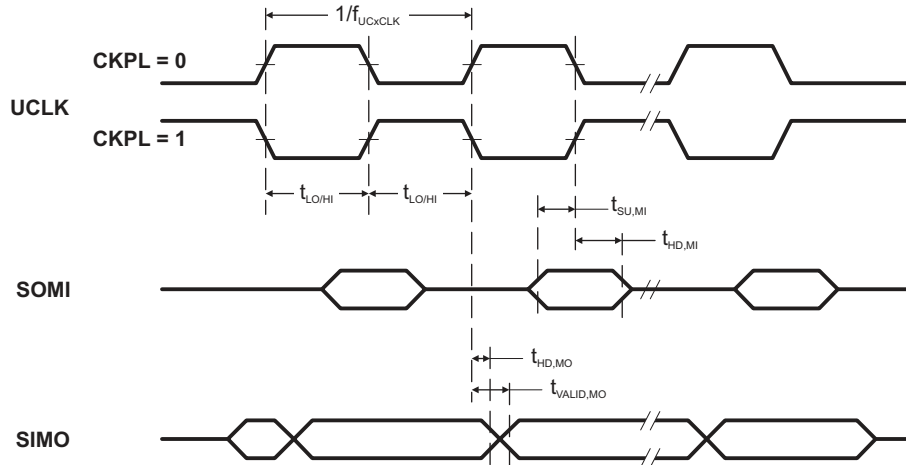 1/fUCxCLK
CKPL = 0
UCLK
CKPL = 1
tLO/HI tLO/HI
tSU,MI
tHD,MI
SOMI
tHD,MO
tVALID,MO
SIMO